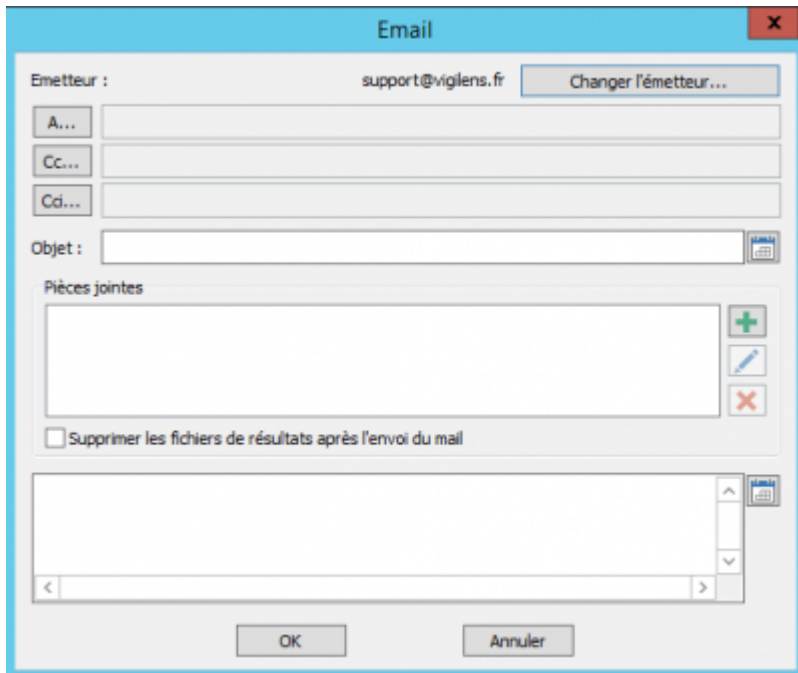 Email
x
Emetteur : support@vigilens.fr Changer l'émetteur...
A...
Cc...
Cci...
Objet :
Pièces jointes
Supprimer les fichiers de résultats après l'envoi du mail
OK Annuler